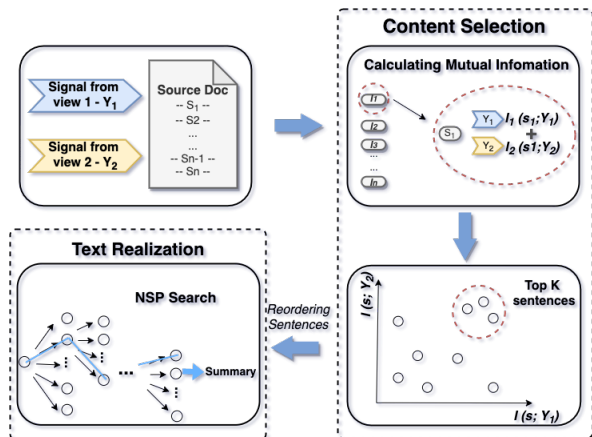 Signal from
view 1 - Y1
Signal from
view 2 - Y2
Source Doc
-- S1 --
-- S2 --
...
...
-- Sn-1 --
-- Sn --
Content Selection
Calculating Mutual Infomation
I1
I2
I3
...
...
In
S1
Y1
I1 (s1;Y1)
+
Y2
I2 (s1;Y2)
Top K
sentences
I (s; Y2)
I (s; Y1)
Reordering
Sentences
Text Realization
NSP Search
...
Summary